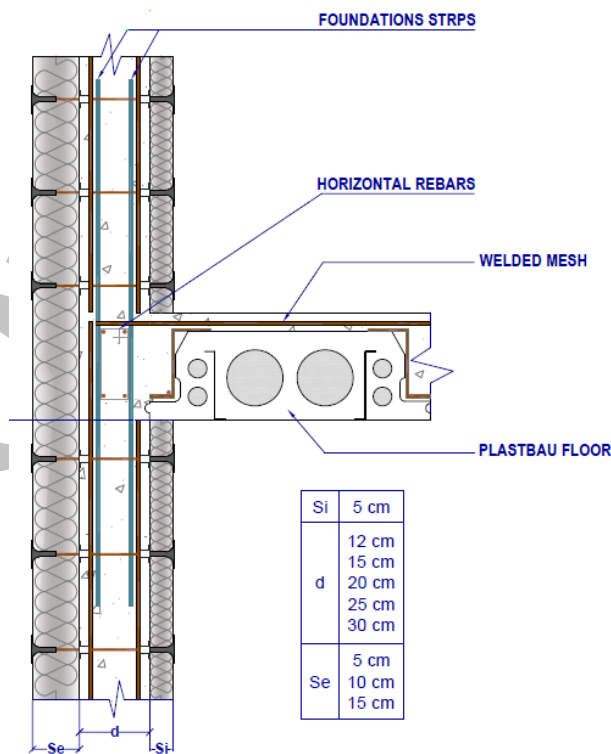 FOUNDATIONS STRPS
HORIZONTAL REBARS
WELDED MESH
PLASTBAU FLOOR
Si 5 cm
d 12 cm
15 cm
20 cm
25 cm
30 cm
Se 5 cm
10 cm
15 cm
Se d Si